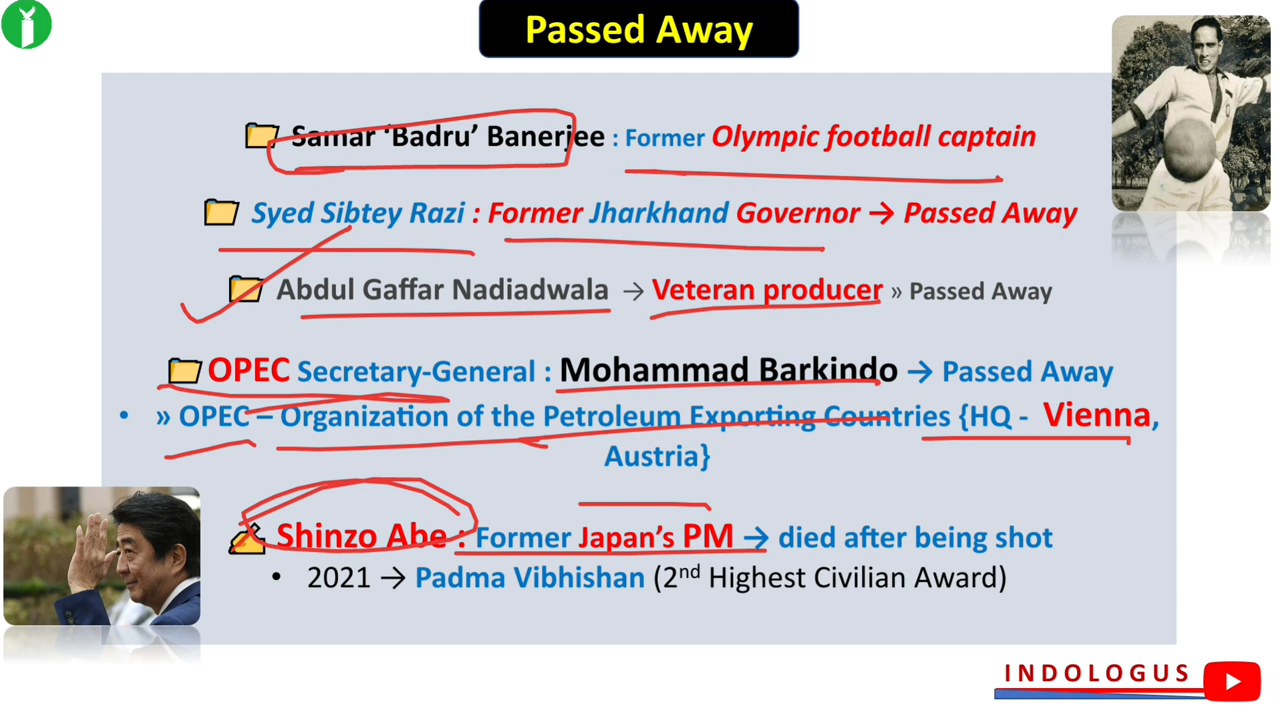 Passed Away
Samar ‘Badru’ Banerjee : Former Olympic football captain
Syed Sibtey Razi : Former Jharkhand Governor → Passed Away
Abdul Gaffar Nadiadwala → Veteran producer » Passed Away
OPEC Secretary-General : Mohammad Barkindo → Passed Away
• » OPEC – Organization of the Petroleum Exporting Countries {HQ - Vienna,
Austria}
Shinzo Abe : Former Japan’s PM → died after being shot
• 2021 → Padma Vibhishan (2nd Highest Civilian Award)
INDOLOGUS